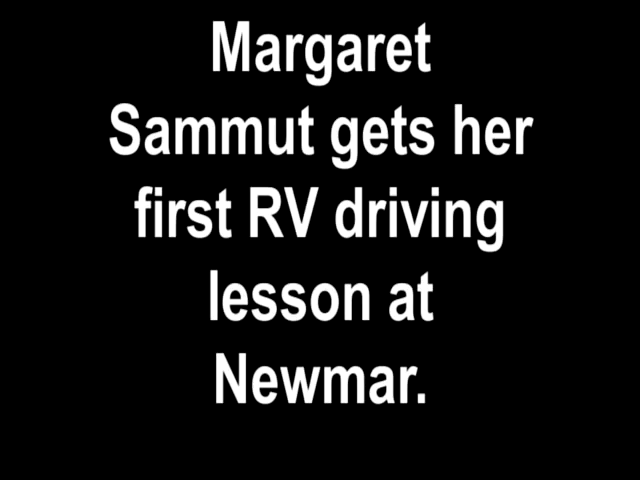 Margaret
Sammut gets her
first RV driving
lesson at
Newmar.